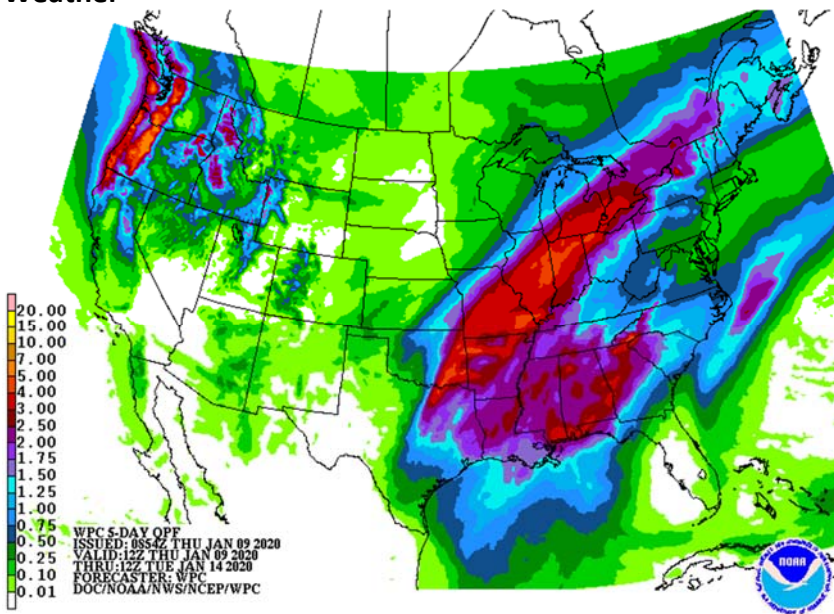 Weather
20.00
15.00
10.00
7.00
5.00
4.00
3.00
2.50
2.00
1.75
1.50
1.25
1.00
0.75
0.50
0.25
0.10
0.01
WPC 5-DAY QPF
ISSUED: 0854Z THU JAN 09 2020
VALID:12Z THU JAN 09 2020
THRU:12Z TUE JAN 14 2020
FORECASTER: WPC
DOC/NOAA/NWS/NCEP/WPC
NOAA